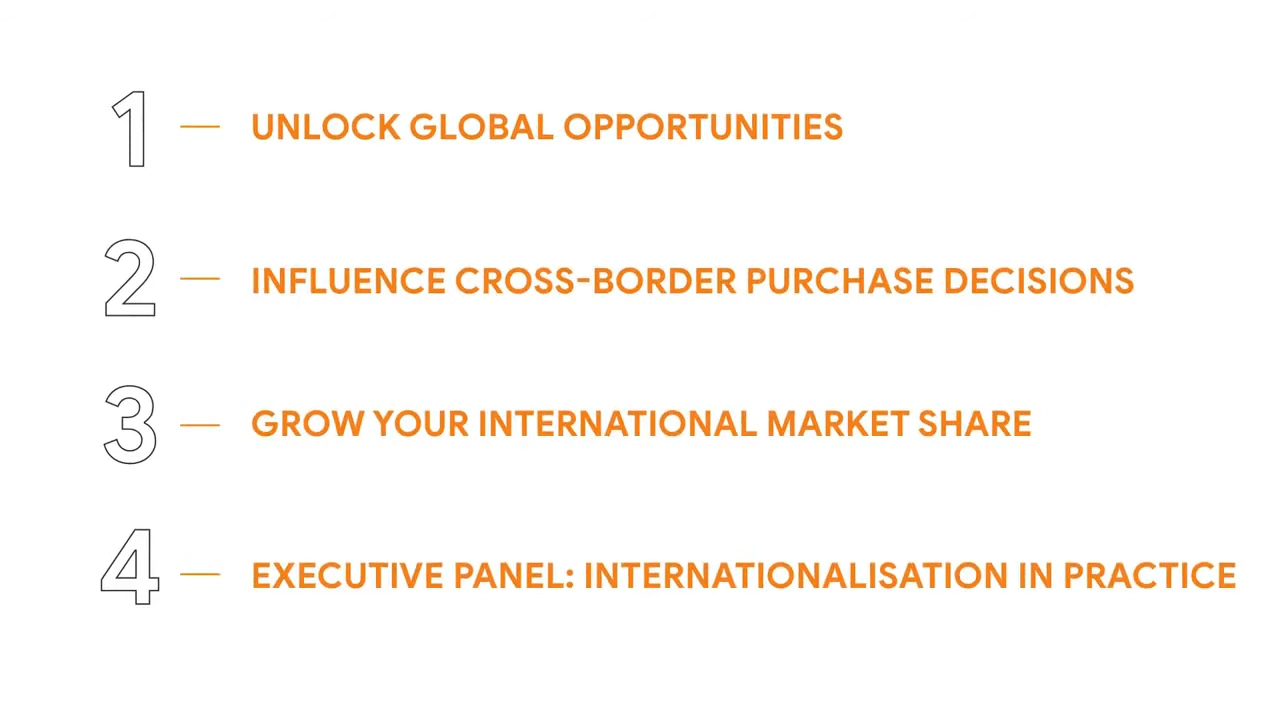 1 — UNLOCK GLOBAL OPPORTUNITIES
2 — INFLUENCE CROSS-BORDER PURCHASE DECISIONS
3 — GROW YOUR INTERNATIONAL MARKET SHARE
4 — EXECUTIVE PANEL: INTERNATIONALISATION IN PRACTICE